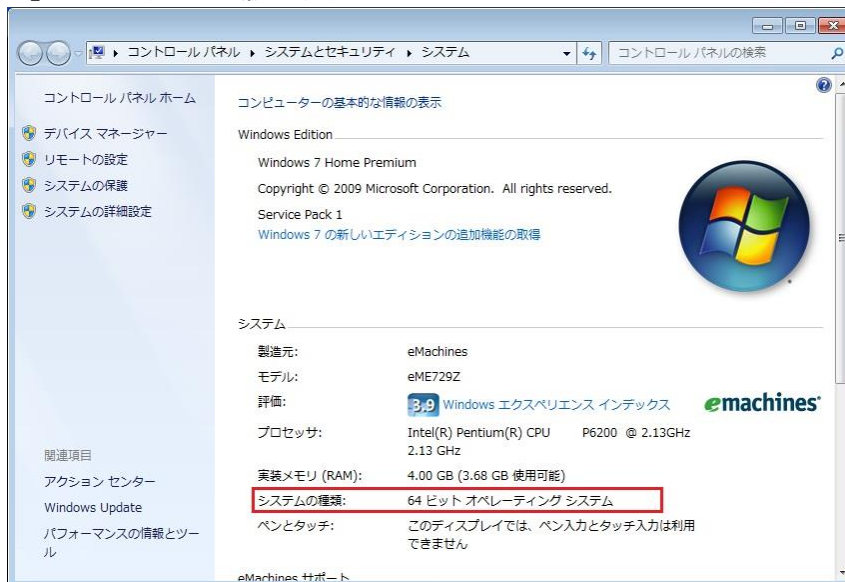 コントロール パネル ▸ システムとセキュリティ ▸ システム
コントロール パネルの検索
コントロール パネル ホーム
デバイス マネージャー
リモートの設定
システムの保護
システムの詳細設定
コンピューターの基本的な情報の表示
Windows Edition
Windows 7 Home Premium
Copyright © 2009 Microsoft Corporation. All rights reserved.
Service Pack 1
Windows 7 の新しいエディションの追加機能の取得
システム
製造元: eMachines
モデル: eME729Z
評価: 3.9 Windows エクスペリエンス インデックス
emachines
プロセッサ: Intel(R) Pentium(R) CPU P6200 @ 2.13GHz
2.13 GHz
実装メモリ (RAM): 4.00 GB (3.68 GB 使用可能)
システムの種類: 64 ビット オペレーティング システム
ペンとタッチ: このディスプレイでは、ペン入力とタッチ入力は利用
できません
eMachines サポート
関連項目
アクション センター
Windows Update
パフォーマンスの情報とツー
ル